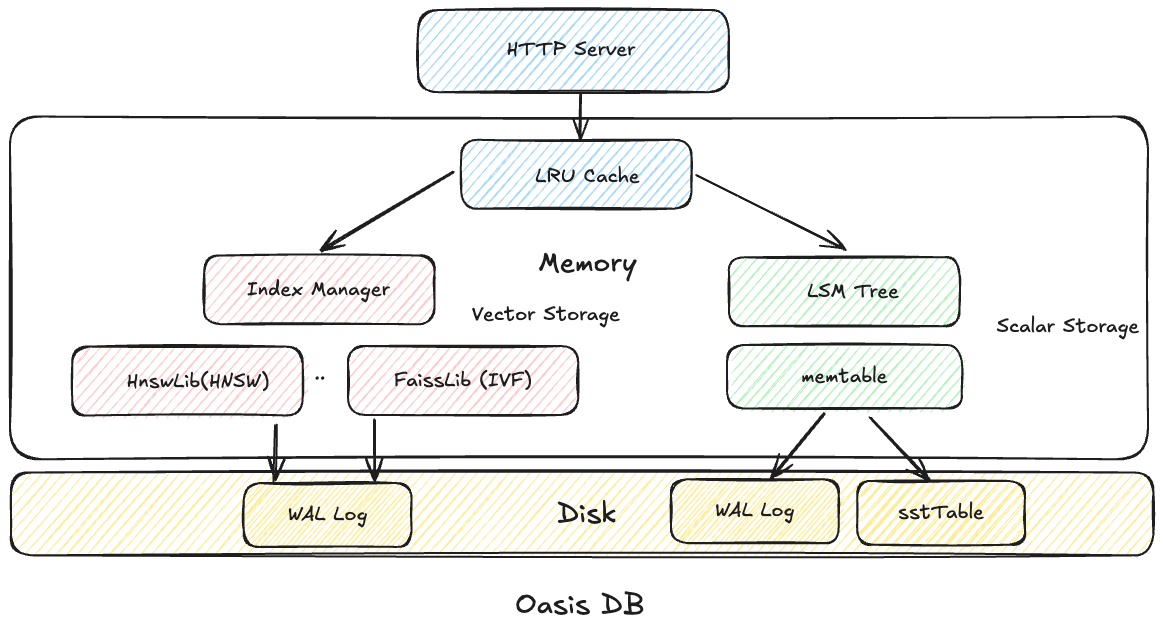 HTTP Server
LRU Cache
Memory
Index Manager
LSM Tree
Vector Storage
Scalar Storage
HnswLib(HNSW)
..
FaissLib (IVF)
memtable
WAL Log
Disk
WAL Log
sstTable
Oasis DB